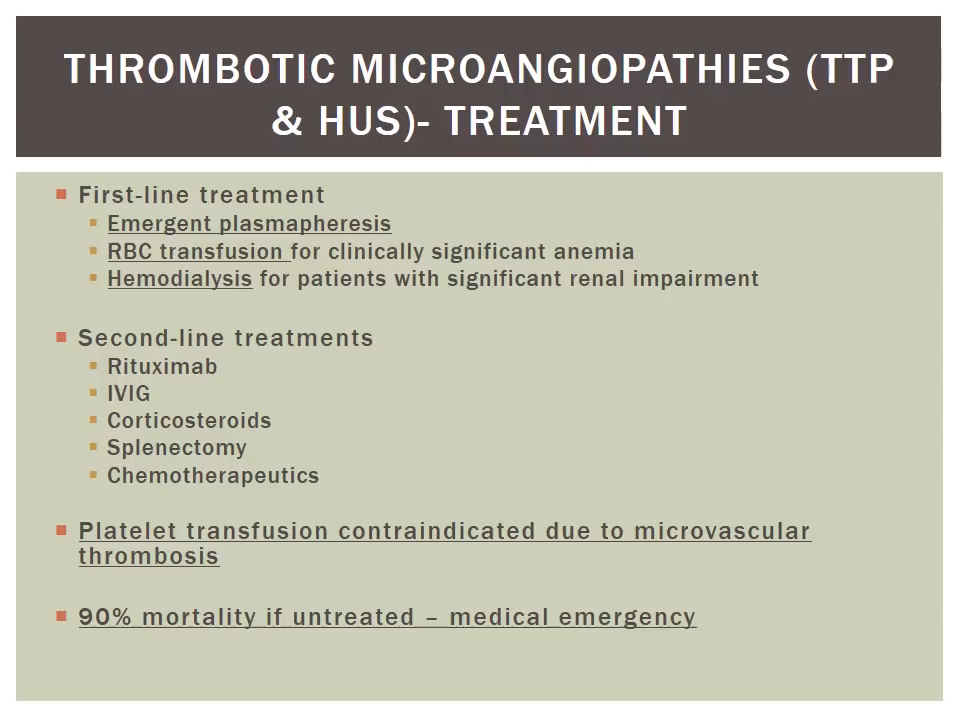 THROMBOTIC MICROANGIOPATHIES (TTP
& HUS)- TREATMENT
First-line treatment
Emergent plasmapheresis
RBC transfusion for clinically significant anemia
Hemodialysis for patients with significant renal impairment
Second-line treatments
Rituximab
IVIG
Corticosteroids
Splenectomy
Chemotherapeutics
Platelet transfusion contraindicated due to microvascular
thrombosis
90% mortality if untreated – medical emergency